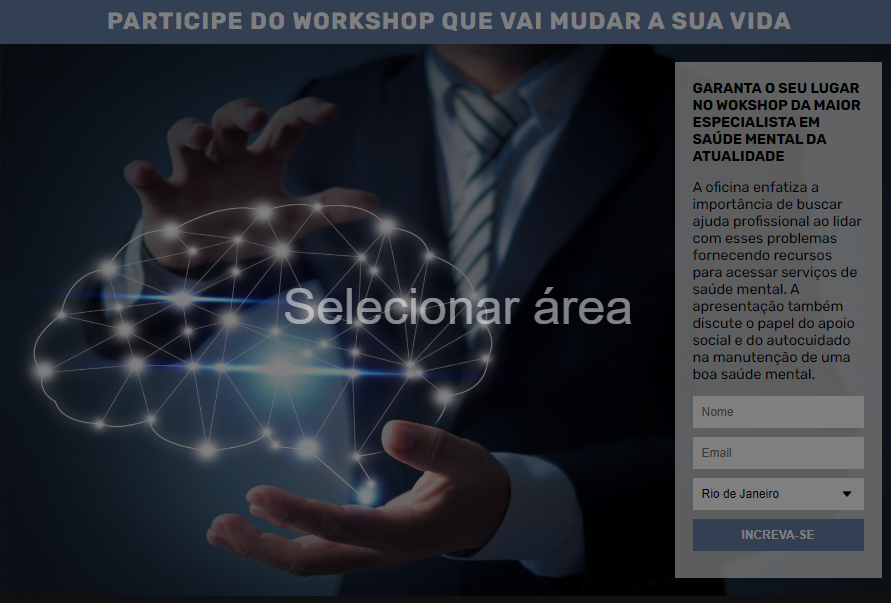 PARTICIPE DO WORKSHOP QUE VAI MUDAR A SUA VIDA
GARANTA O SEU LUGAR
NO WOKSHOP DA MAIOR
ESPECIALISTA EM
SAÚDE MENTAL DA
ATUALIDADE
A oficina enfatiza a
importância de buscar
ajuda profissional ao lidar
com esses problemas
fornecendo recursos
para acessar serviços de
saúde mental. A
apresentação também
discute o papel do apoio
social e do autocuidado
na manutenção de uma
boa saúde mental.
Selecionar área
Nome
Email
Rio de Janeiro
INCREVA-SE